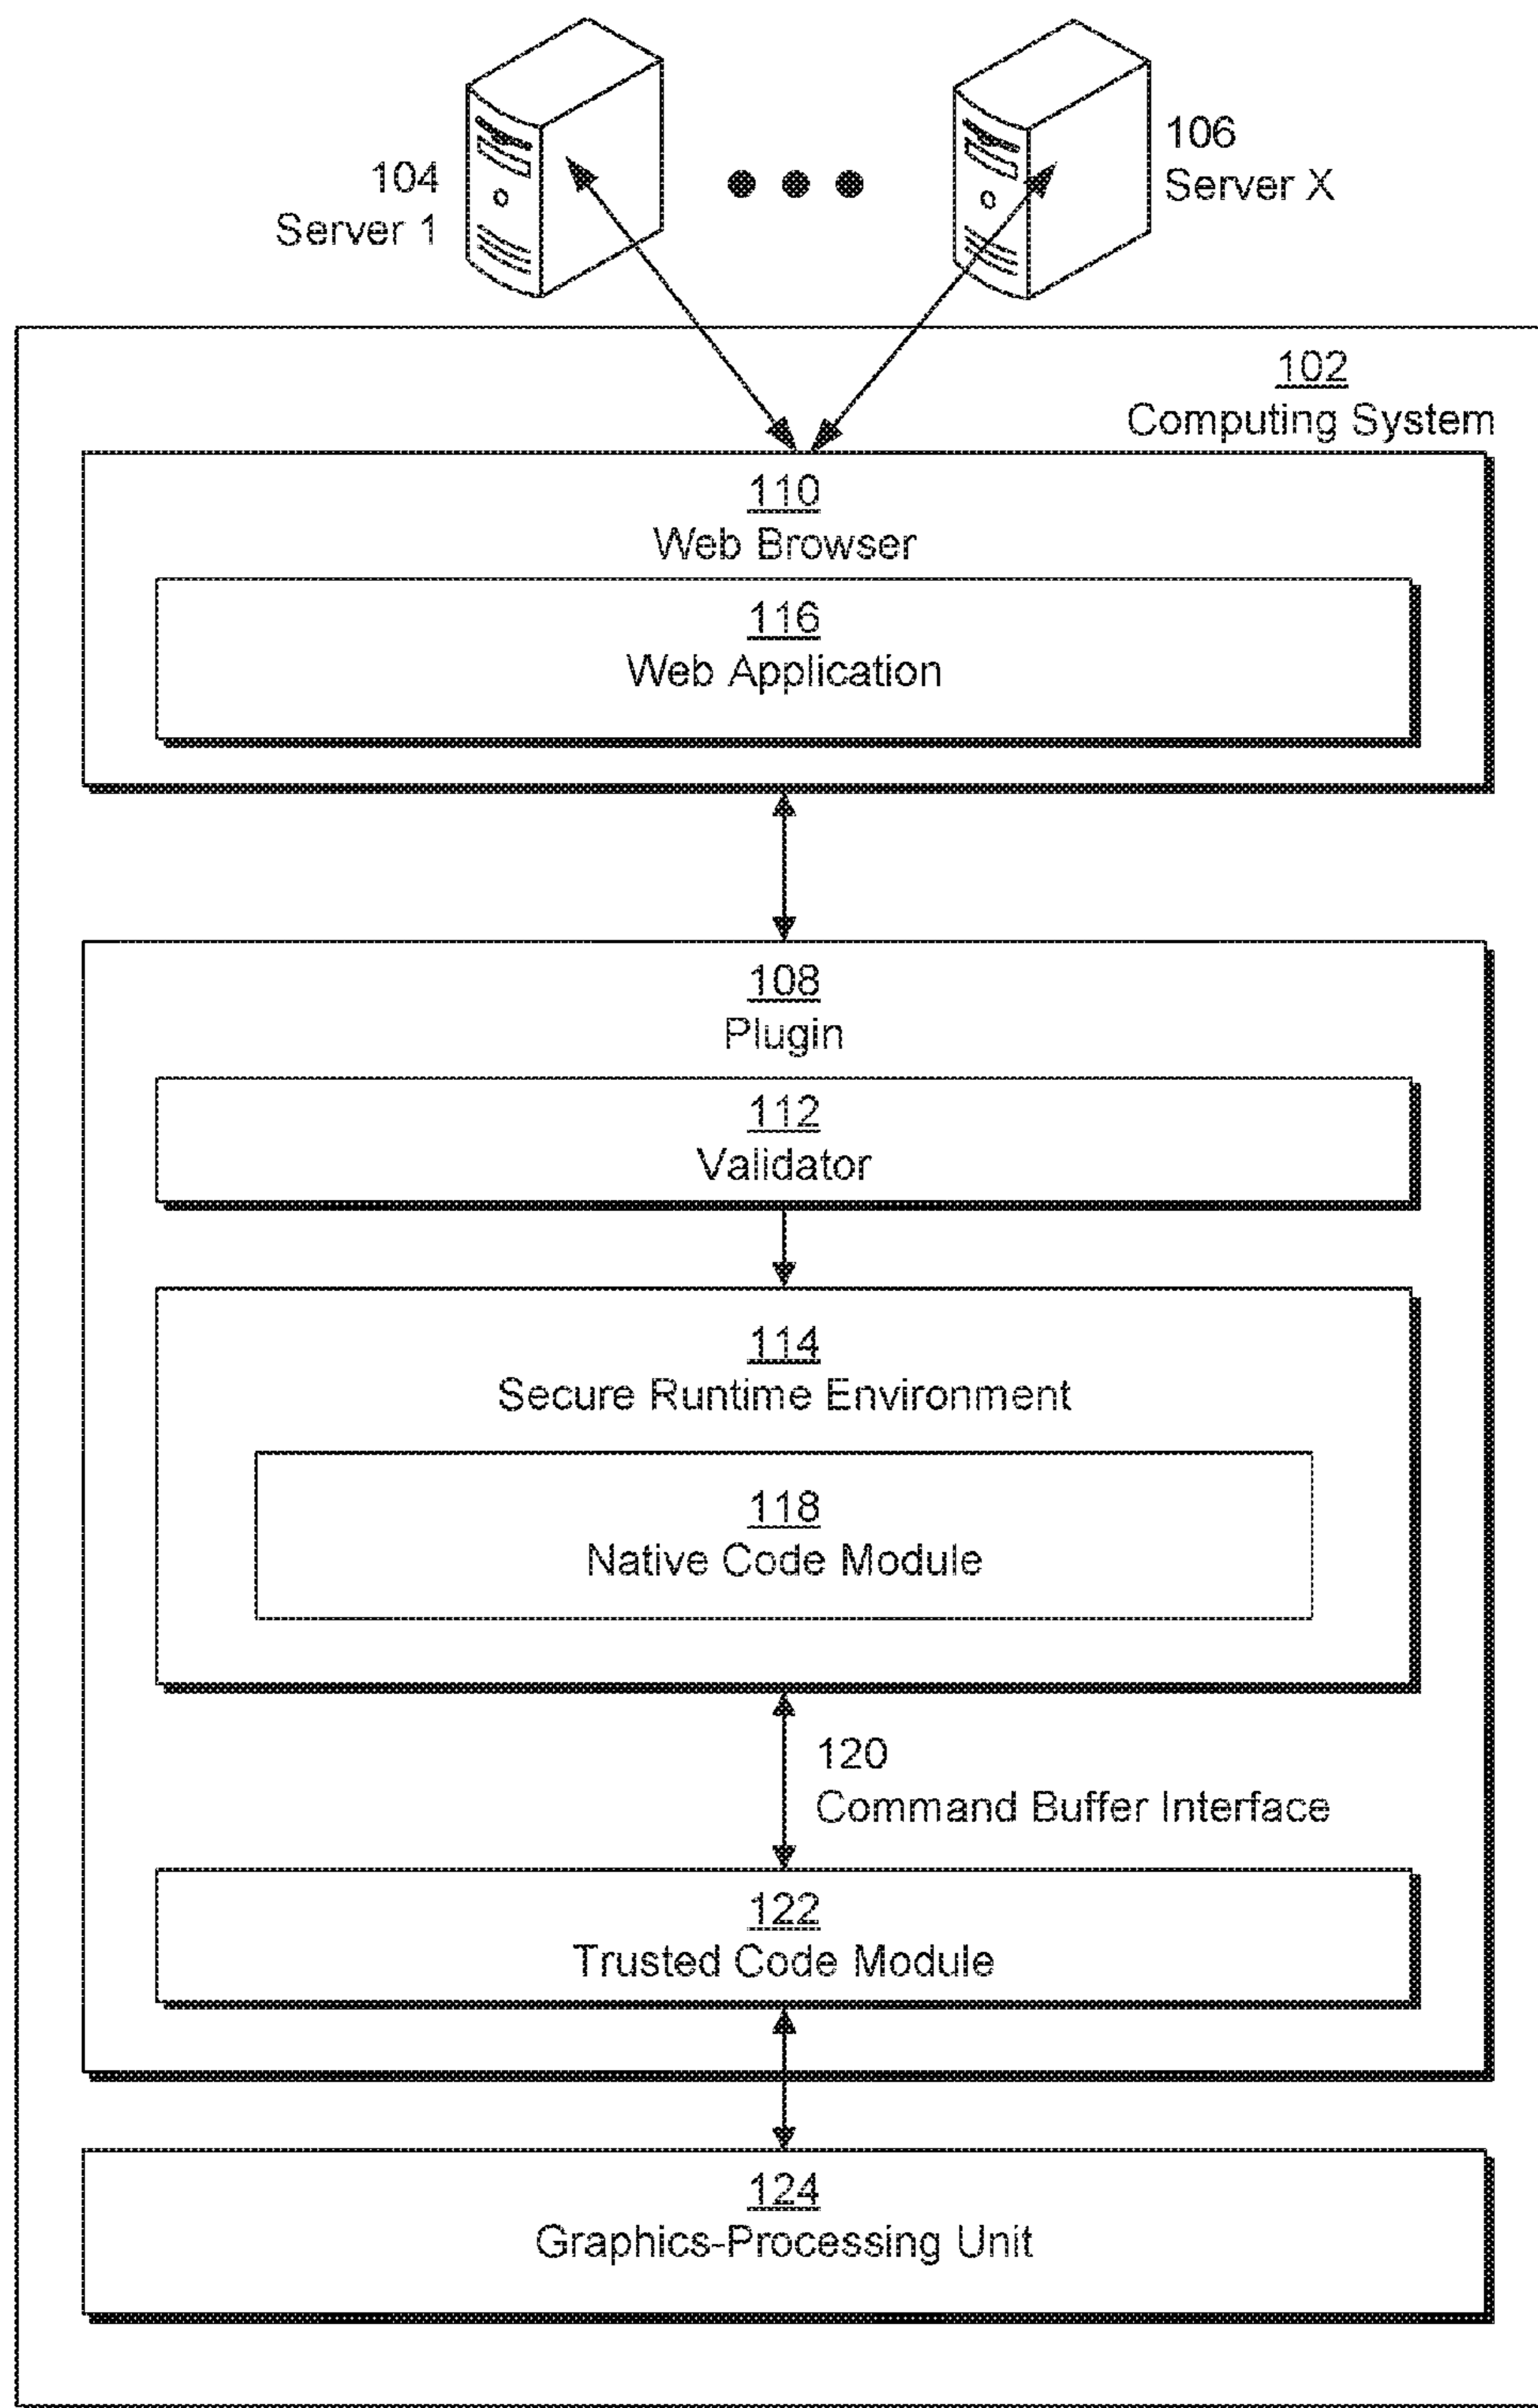 104
Server 1
106
Server X
102
Computing System
110
Web Browser
116
Web Application
108
Plugin
112
Validator
114
Secure Runtime Environment
118
Native Code Module
120
Command Buffer Interface
122
Trusted Code Module
124
Graphics-Processing Unit